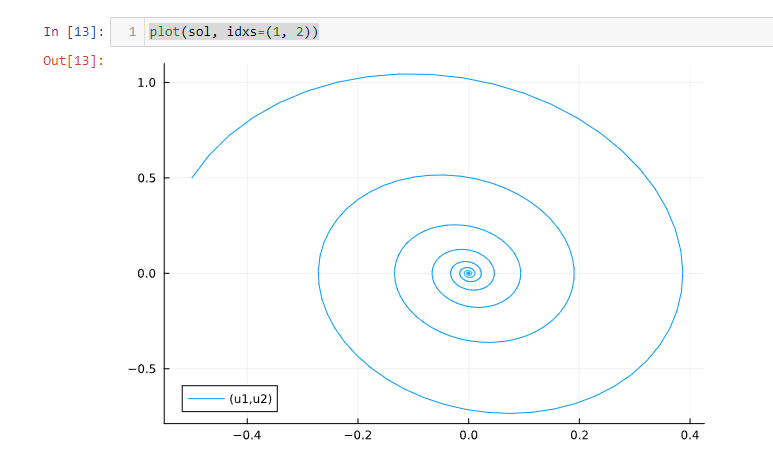 In [13]: 1 plot(sol, idxs=(1, 2))
Out[13]:
1.0
0.5
0.0
−0.5
(u1,u2)
−0.4 −0.2 0.0 0.2 0.4